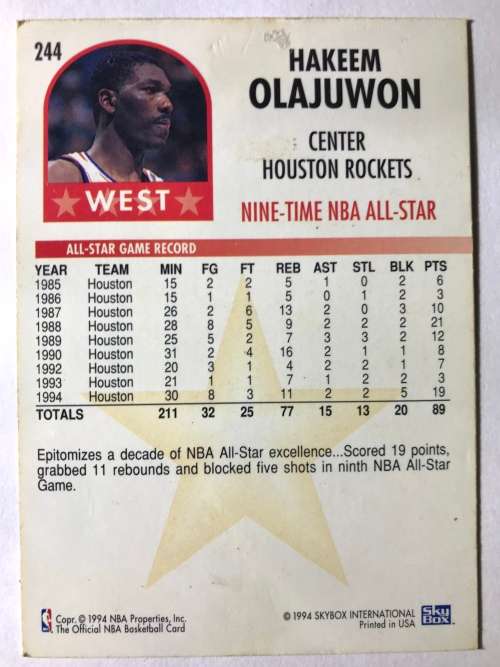 244
HAKEEM
OLAJUWON
CENTER
HOUSTON ROCKETS
WEST
NINE-TIME NBA ALL-STAR
ALL-STAR GAME RECORD
YEAR TEAM MIN FG FT REB AST STL BLK PTS
1985 Houston 15 2 2 5 1 0 2 6
1986 Houston 15 1 1 5 0 1 2 3
1987 Houston 26 2 6 13 2 0 3 10
1988 Houston 28 8 5 9 2 2 2 21
1989 Houston 25 5 2 7 3 3 2 12
1990 Houston 31 2 4 16 2 1 1 8
1992 Houston 20 3 1 4 2 2 1 7
1993 Houston 21 1 1 7 1 2 2 3
1994 Houston 30 8 3 11 2 2 5 19
TOTALS 211 32 25 77 15 13 20 89
Epitomizes a decade of NBA All-Star excellence...Scored 19 points,
grabbed 11 rebounds and blocked five shots in ninth NBA All-Star
Game.
Copr. © 1994 NBA Properties, Inc.
The Official NBA Basketball Card
© 1994 SKYBOX INTERNATIONAL
Printed in USA
SkyBox